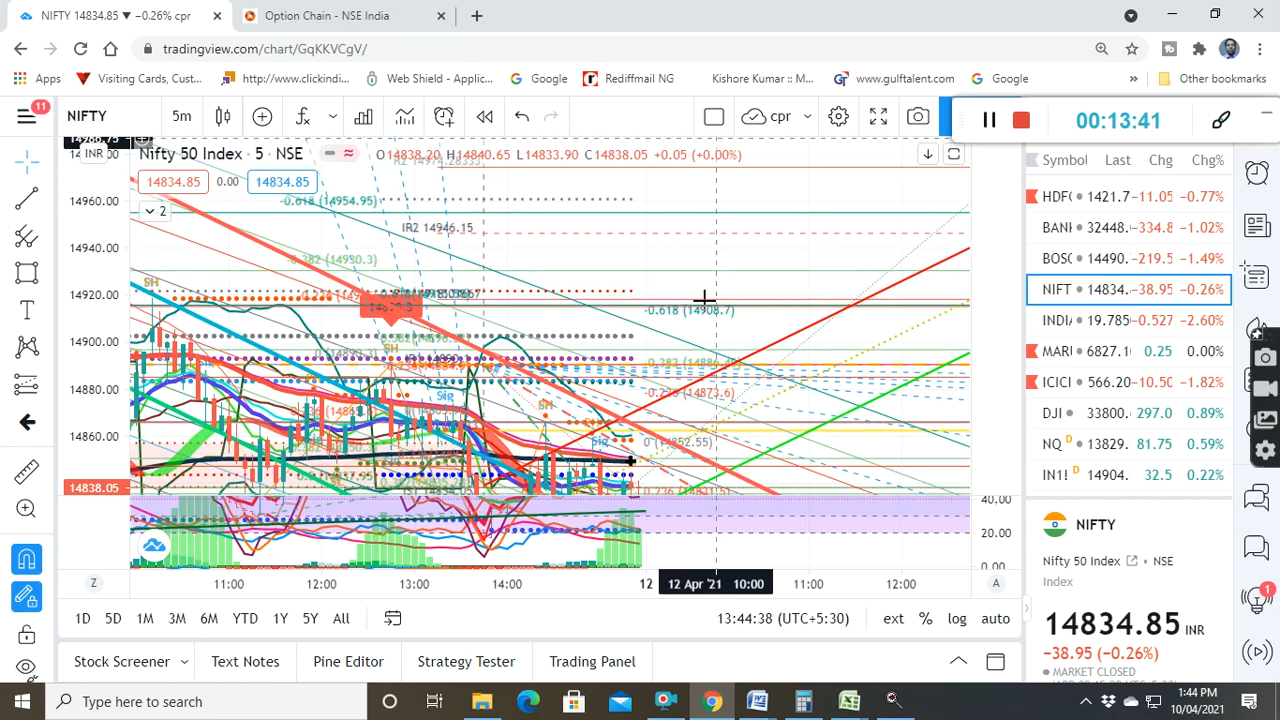 NIFTY 14834.85 ▼ −0.26% cpr
Option Chain - NSE India
tradingview.com/chart/GqKKVCgV/
Apps
Visiting Cards, Cust...
http://www.clickindi...
Web Shield - Applic...
Google
Rediffmail NG
Kishore Kumar :: M...
www.gulftalent.com
Google
»
Other bookmarks
11
NIFTY
5m
cpr
00:13:41
INR
Nifty 50 Index · 5 · NSE
O14838.20 H14840.65 L14833.90 C14838.05 +0.05 (+0.00%)
14834.85 0.00 14834.85
2
14960.00
14940.00
14920.00
14900.00
14880.00
14860.00
14838.05
-0.618 (14954.95)
IR2 14946.15
-0.382 (14930.3)
SH
-0.618 (14908.7)
-0.236 (14873.6)
0 (14852.55)
SH
Sig
SH
Sig
40.00
20.00
0.00
Z
11:00
12:00
13:00
14:00
12
12 Apr '21 10:00
11:00
12:00
A
1D 5D 1M 3M 6M YTD 1Y 5Y All
13:44:38 (UTC+5:30)
ext % log auto
Stock Screener
Text Notes
Pine Editor
Strategy Tester
Trading Panel
Symbol Last Chg Chg%
HDF( 1421.7 -11.05 -0.77%
BAN 32448. -334.8 -1.02%
BOS( 14490. -219.5 -1.49%
NIFT 14834. -38.95 -0.26%
INDI 19.785 -0.527 -2.60%
MAR 6827.1 0.25 0.00%
ICICI 566.20 -10.50 -1.82%
DJI 33800. 297.0 0.89%
NQ D 13829. 81.75 0.59%
IN1! D 14904. 32.5 0.22%
NIFTY
Nifty 50 Index · NSE
Index
14834.85 INR
−38.95 (−0.26%)
MARKET CLOSED
1
Type here to search
1:44 PM
10/04/2021